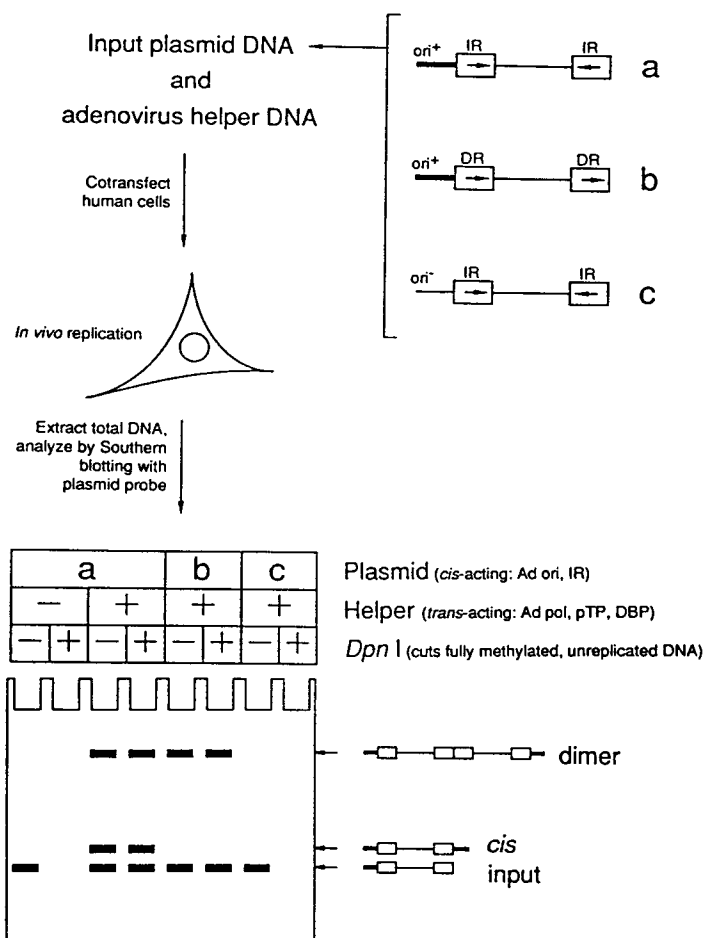 Input plasmid DNA
and
adenovirus helper DNA
ori+ IR IR a
ori+ DR DR b
ori- IR IR c
Cotransfect
human cells
In vivo replication
Extract total DNA,
analyze by Southern
blotting with
plasmid probe
a b c Plasmid (cis-acting: Ad ori, IR)
− + + + Helper (trans-acting: Ad pol, pTP, DBP)
− + − + − + − + Dpn I (cuts fully methylated, unreplicated DNA)
dimer
cis
input